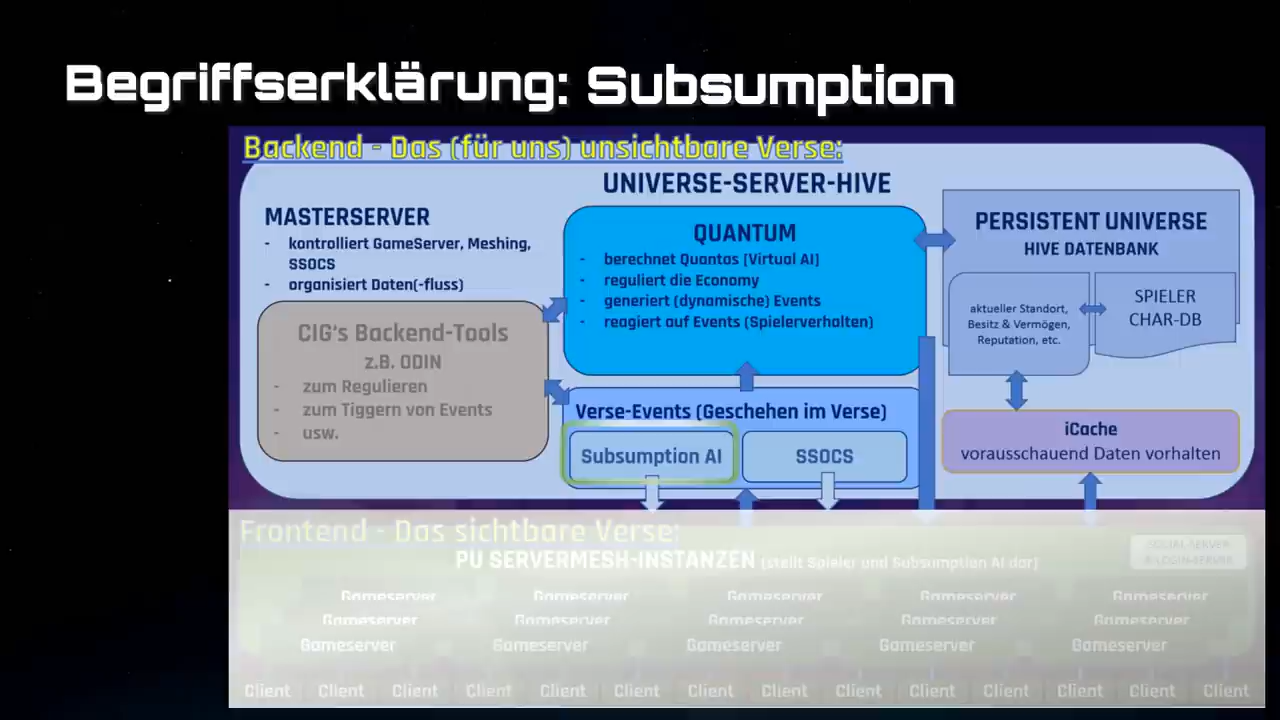 Begriffserklärung: Subsumption
Backend - Das (für uns) unsichtbare Verse:
UNIVERSE-SERVER-HIVE
MASTERSERVER
- kontrolliert GameServer, Meshing,
SSOCS
- organisiert Daten(-fluss)
CIG's Backend-Tools
z.B. ODIN
- zum Regulieren
- zum Tiggern von Events
- usw.
QUANTUM
- berechnet Quantas (Virtual AI)
- reguliert die Economy
- generiert (dynamische) Events
- reagiert auf Events (Spielerverhalten)
Verse-Events (Geschehen im Verse)
Subsumption AI
SSOCS
PERSISTENT UNIVERSE
HIVE DATENBANK
aktueller Standort,
Besitz & Vermögen,
Reputation, etc.
SPIELER
CHAR-DB
iCache
vorausschauend Daten vorhalten
Frontend - Das sichtbare Verse:
PU SERVERMESH-INSTANZEN (stellt Spieler und Subsumption AI dar)
SOCIAL-SERVER
& LOGIN-SERVER
Gameserver Gameserver Gameserver Gameserver Gameserver
Gameserver Gameserver Gameserver Gameserver Gameserver
Gameserver Gameserver Gameserver Gameserver Gameserver
Client Client Client Client Client Client Client Client Client Client Client Client Client Client